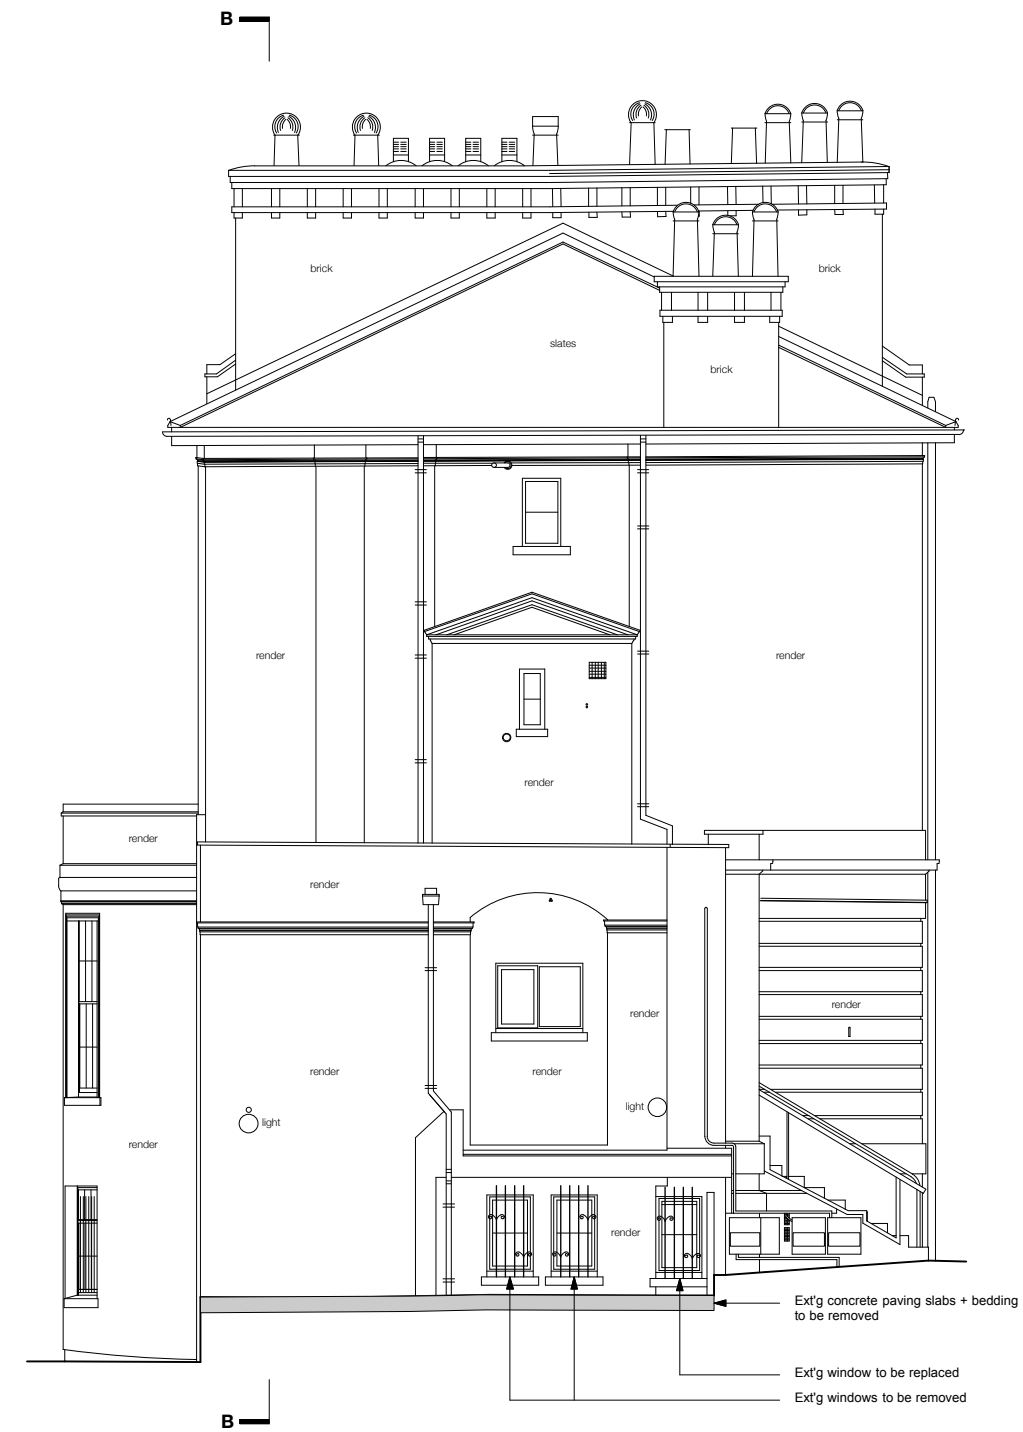 B
brick
brick
slates
brick
render
render
render
render
render
render
render
render
render
light
light
render
render
Ext'g concrete paving slabs + bedding
to be removed
Ext'g window to be replaced
Ext'g windows to be removed
B